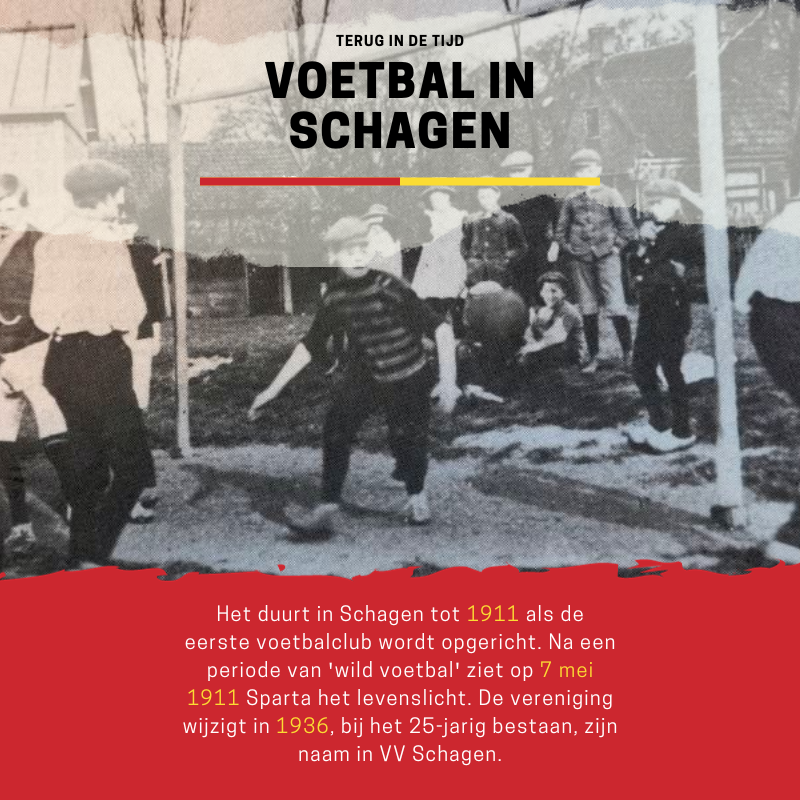 TERUG IN DE TIJD
VOETBAL IN
SCHAGEN
Het duurt in Schagen tot 1911 als de
eerste voetbalclub wordt opgericht. Na een
periode van 'wild voetbal' ziet op 7 mei
1911 Sparta het levenslicht. De vereniging
wijzigt in 1936, bij het 25-jarig bestaan, zijn
naam in VV Schagen.